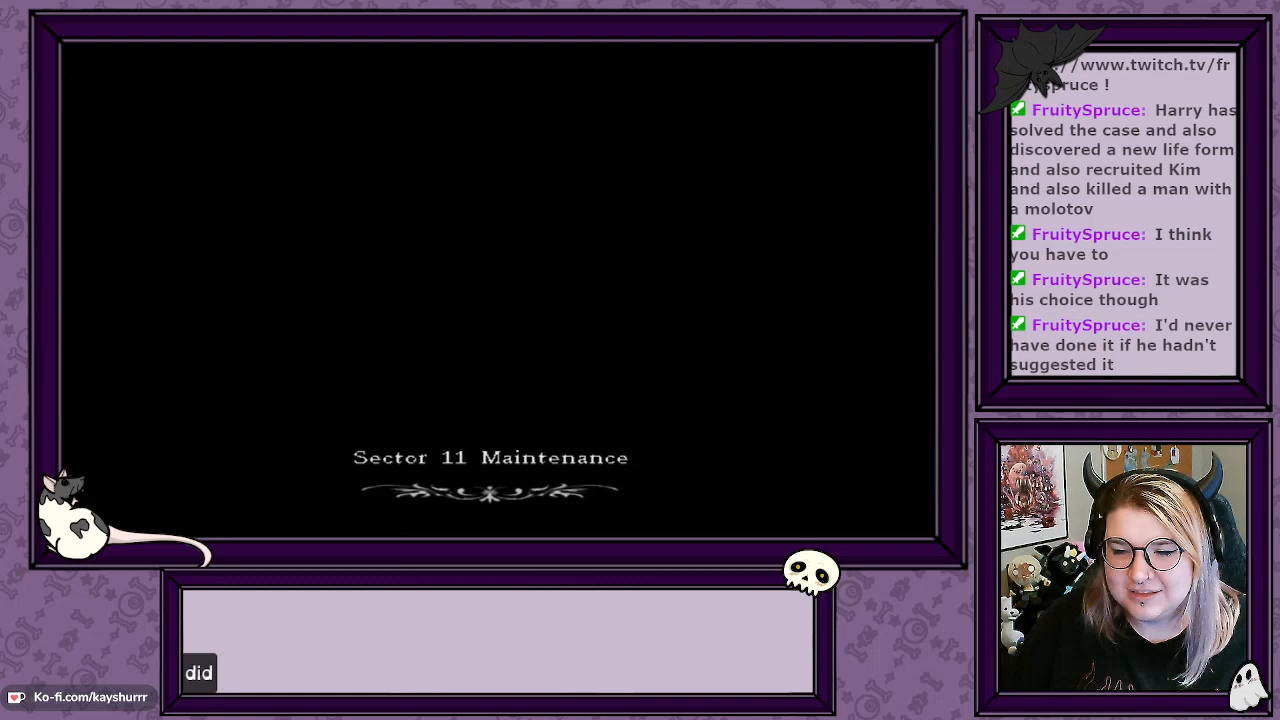 Sector 11 Maintenance
//www.twitch.tv/fr
spruce !
FruitySpruce: Harry has
solved the case and also
discovered a new life form
and also recruited Kim
and also killed a man with
a molotov
FruitySpruce: I think
you have to
FruitySpruce: It was
his choice though
FruitySpruce: I'd never
have done it if he hadn't
suggested it
did
Ko-fi.com/kayshurrr